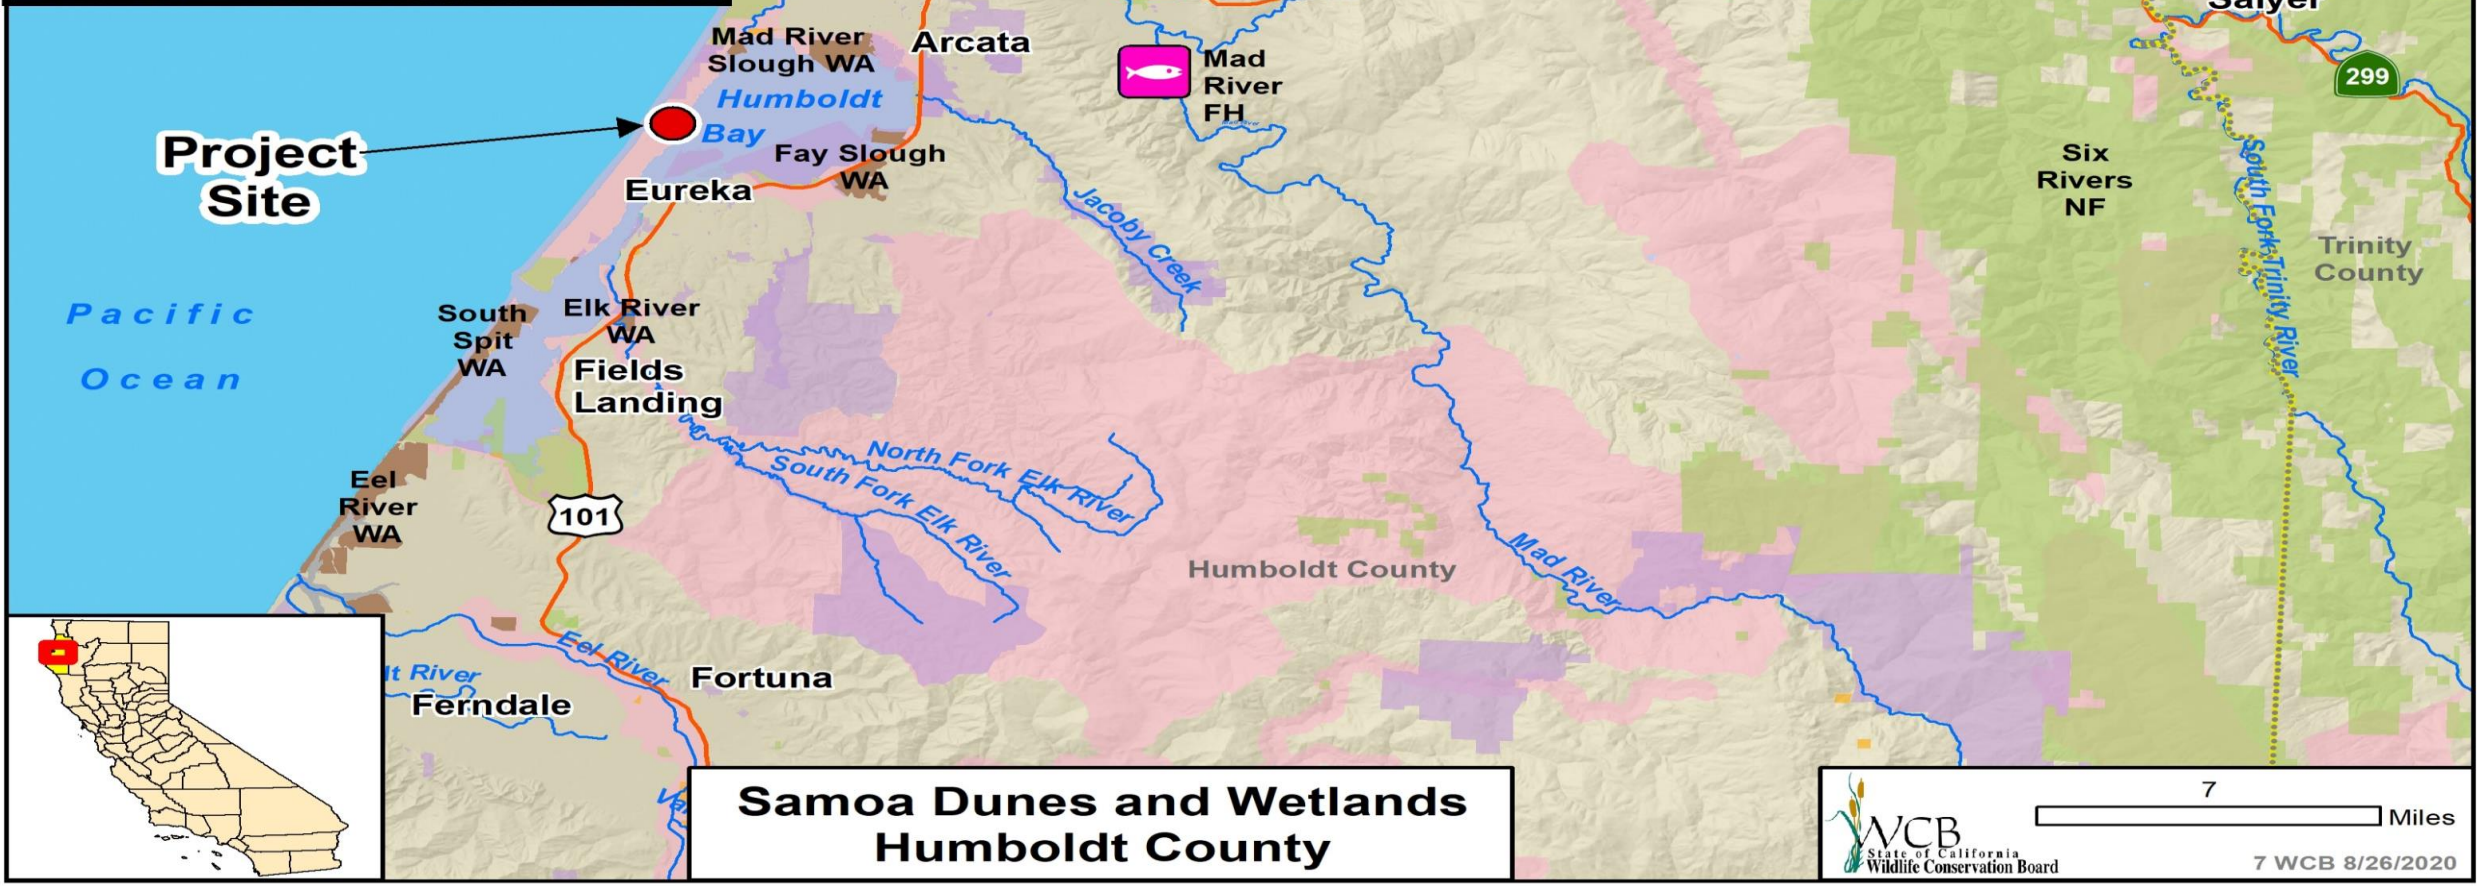 Salyer
Mad River
Slough WA
Arcata
Humboldt
Bay
Mad
River
FH
299
Project
Site
Fay Slough
WA
Eureka
Jacoby Creek
Six
Rivers
NF
South Fork Trinity River
Trinity
County
Pacific
Ocean
South
Spit
WA
Elk River
WA
Fields
Landing
North Fork Elk River
South Fork Elk River
Eel
River
WA
101
Humboldt County
Mad River
Eel River
lt River
Ferndale
Fortuna
Va
Samoa Dunes and Wetlands
Humboldt County
7
Miles
WCB
State of California
Wildlife Conservation Board
7 WCB 8/26/2020